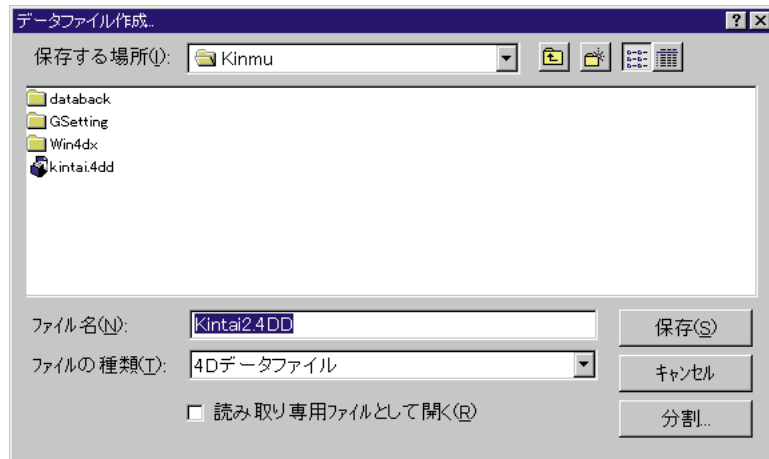 データファイル作成...
保存する場所(I): Kinmu
databack
GSetting
Win4dx
kintai.4dd
ファイル名(N): Kintai2.4DD 保存(S)
ファイルの種類(T): 4Dデータファイル キャンセル
読み取り専用ファイルとして開く(R) 分割...